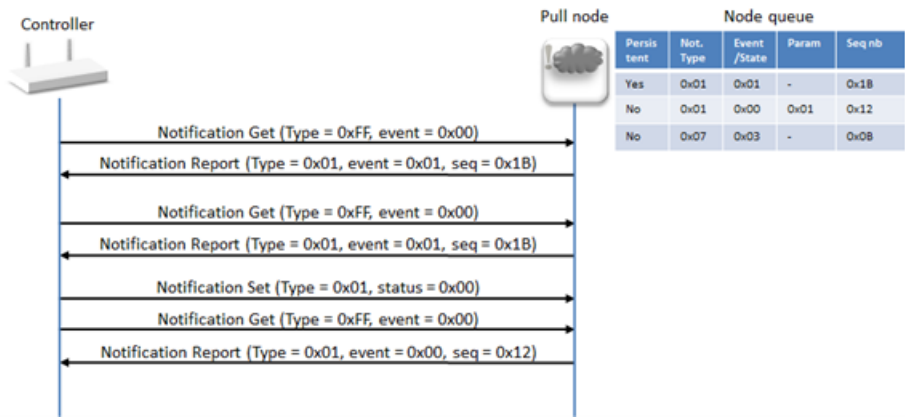 Controller
Pull node
Node queue
Persis tent Not. Type Event /State Param Seq nb
Yes 0x01 0x01 - 0x1B
No 0x01 0x00 0x01 0x12
No 0x07 0x03 - 0x0B
Notification Get (Type = 0xFF, event = 0x00)
Notification Report (Type = 0x01, event = 0x01, seq = 0x1B)
Notification Get (Type = 0xFF, event = 0x00)
Notification Report (Type = 0x01, event = 0x01, seq = 0x1B)
Notification Set (Type = 0x01, status = 0x00)
Notification Get (Type = 0xFF, event = 0x00)
Notification Report (Type = 0x01, event = 0x00, seq = 0x12)